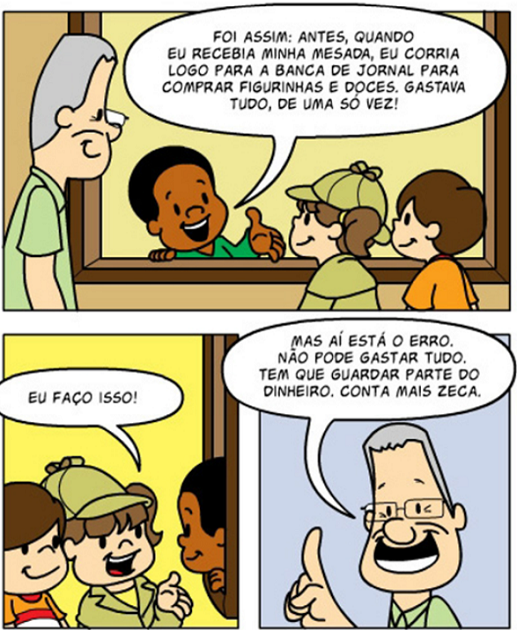 FOI ASSIM: ANTES, QUANDO
EU RECEBIA MINHA MESADA, EU CORRIA
LOGO PARA A BANCA DE JORNAL PARA
COMPRAR FIGURINHAS E DOCES. GASTAVA
TUDO, DE UMA SÓ VEZ!
EU FAÇO ISSO!
MAS AÍ ESTÁ O ERRO.
NÃO PODE GASTAR TUDO.
TEM QUE GUARDAR PARTE DO
DINHEIRO. CONTA MAIS ZECA.